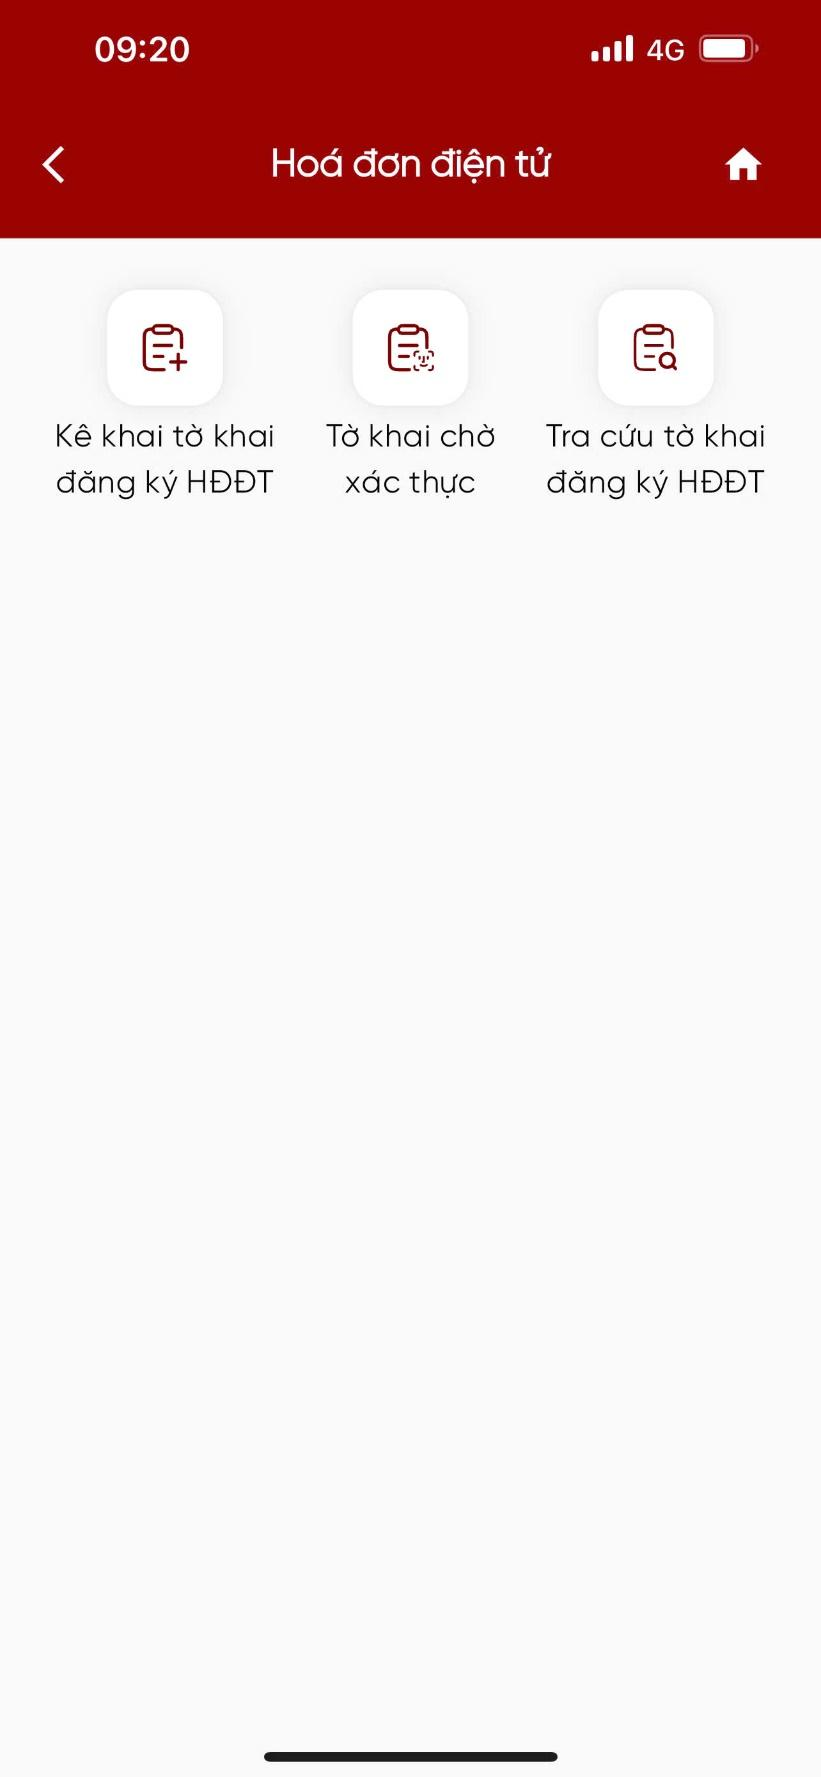 09:20
4G
Hoá đơn điện tử
Kê khai tờ khai
đăng ký HĐĐT
Tờ khai chờ
xác thực
Tra cứu tờ khai
đăng ký HĐĐT